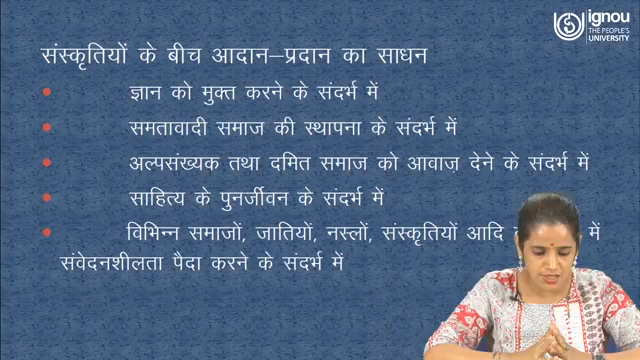 ignou
THE PEOPLE'S
UNIVERSITY
संस्कृतियों के बीच आदान–प्रदान का साधन
ज्ञान को मुक्त करने के संदर्भ में
समतावादी समाज की स्थापना के संदर्भ में
अल्पसंख्यक तथा दमित समाज को आवाज़ देने के संदर्भ में
साहित्य के पुनर्जीवन के संदर्भ में
विभिन्न समाजों, जातियों, नस्लों, संस्कृतियों आदि में
संवेदनशीलता पैदा करने के संदर्भ में